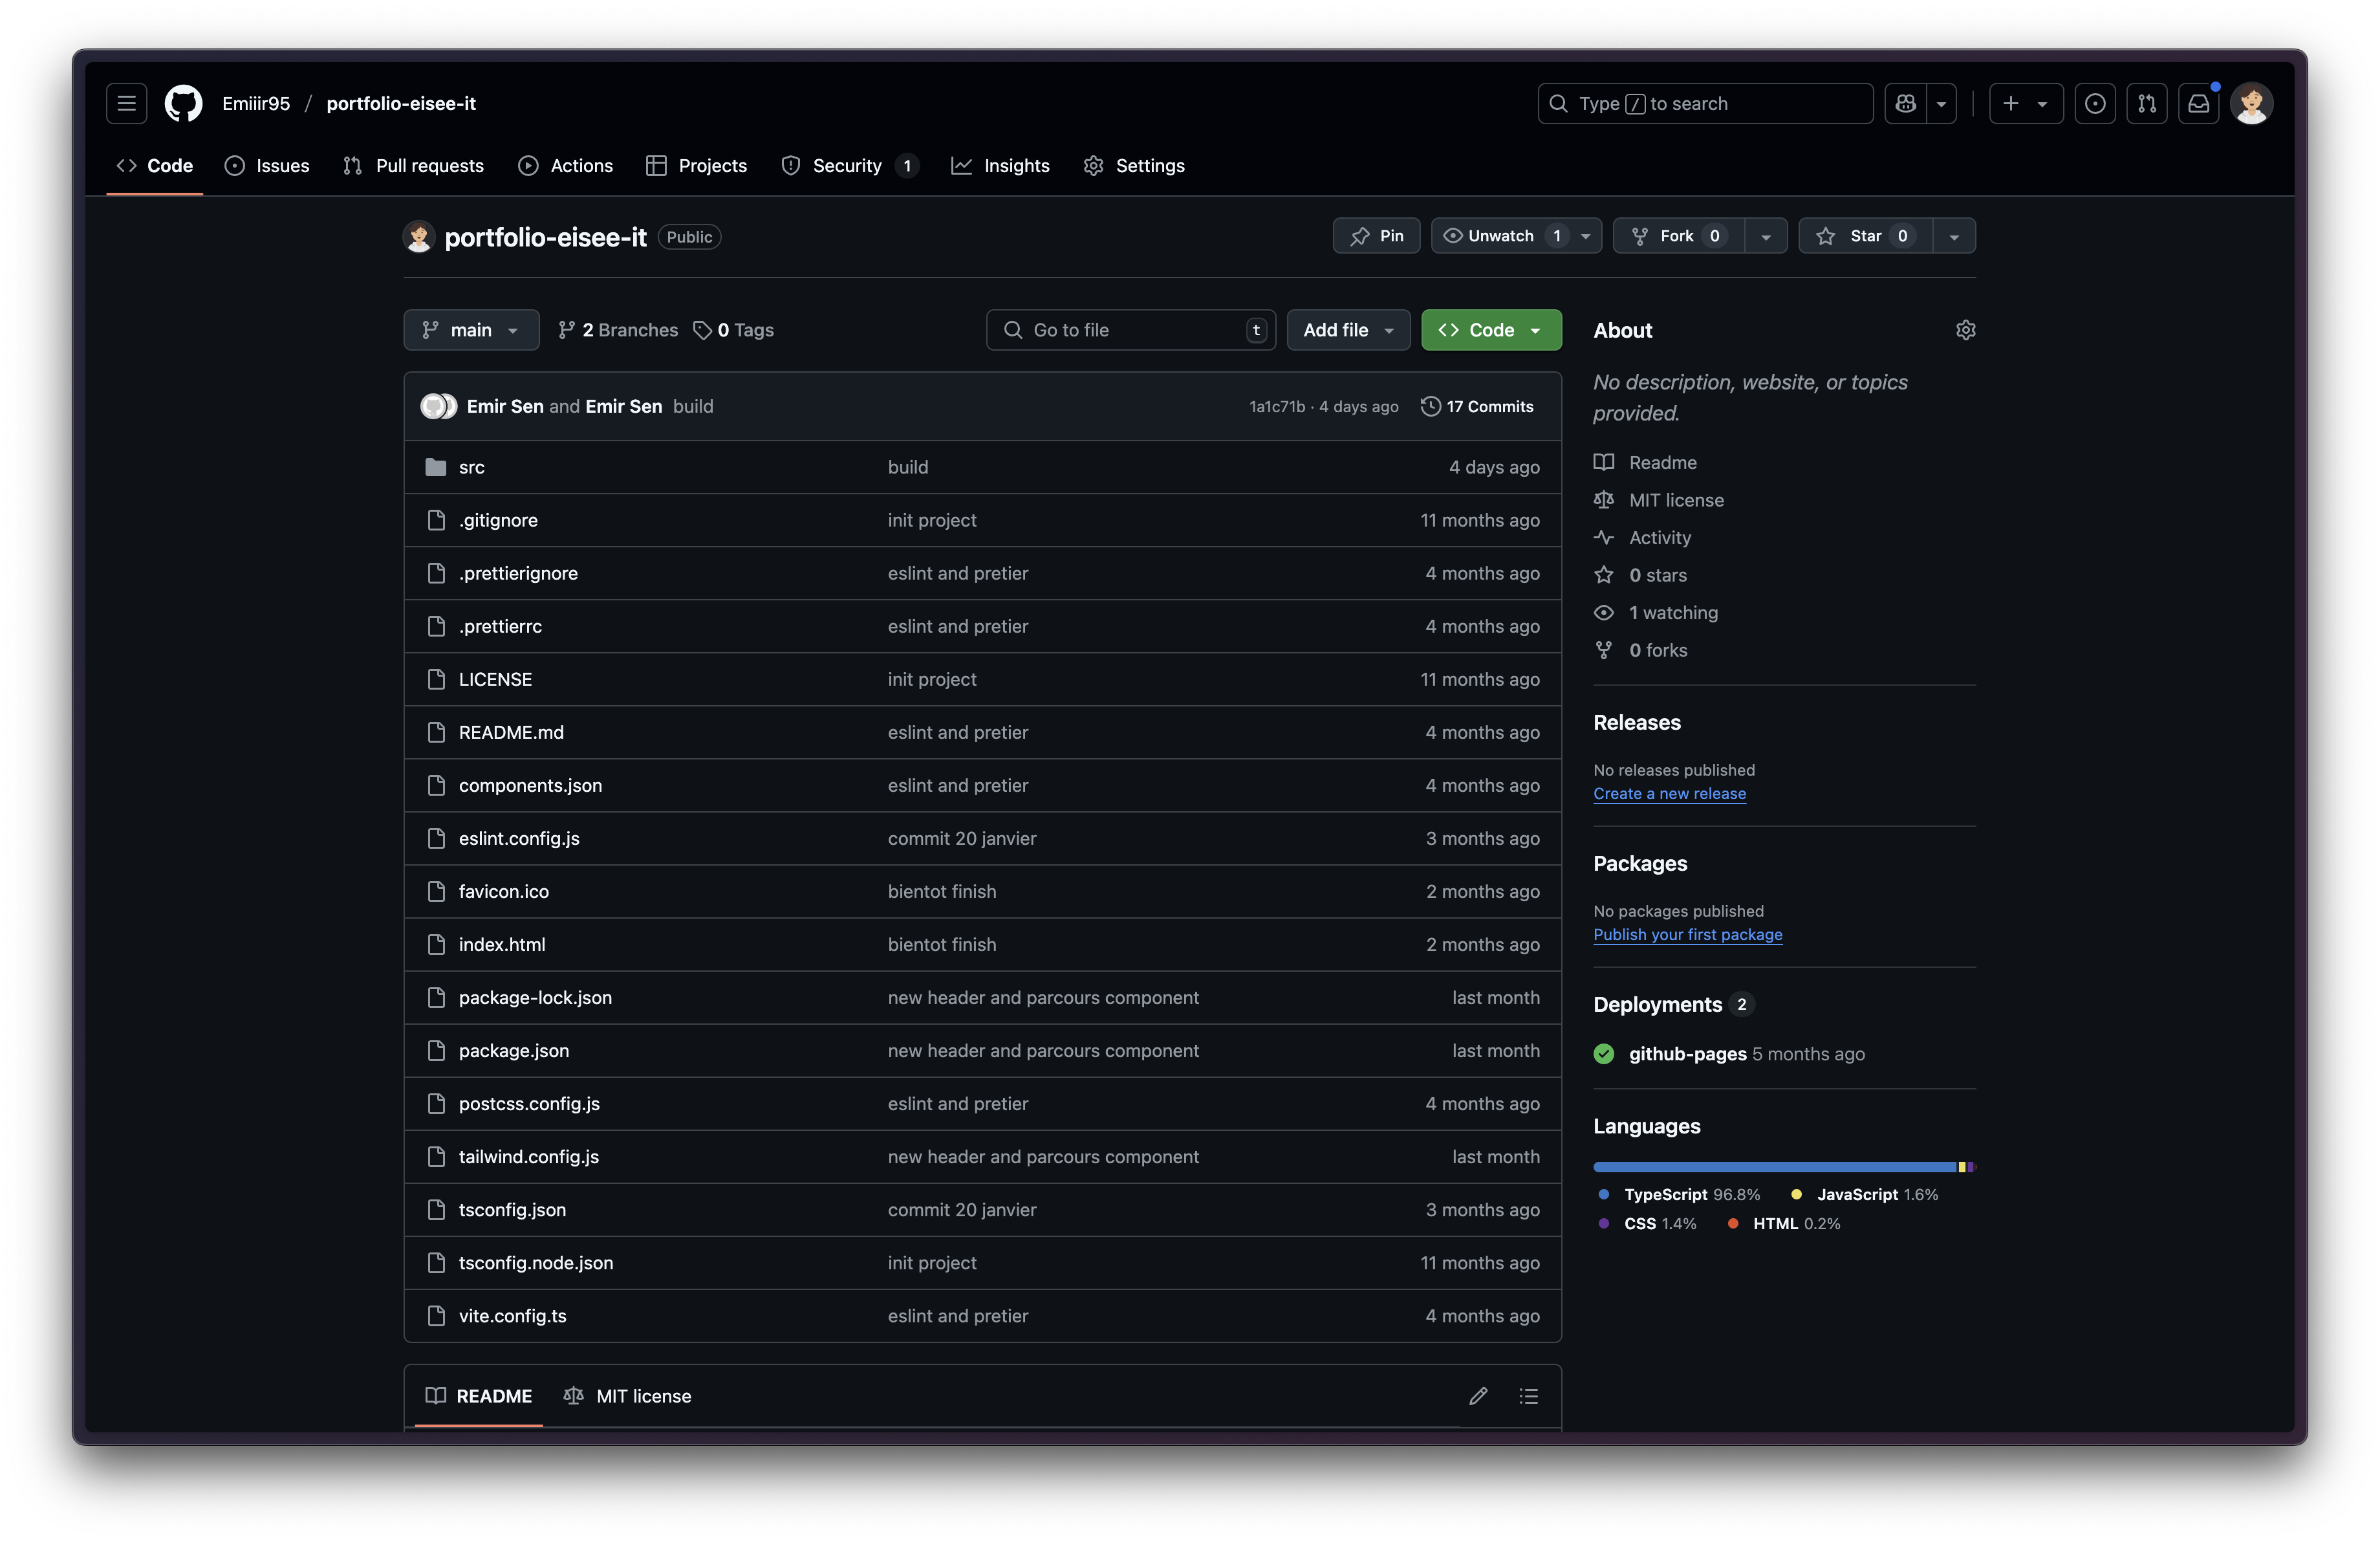 Emiiir95 / portfolio-eisee-it
Type / to search
Code Issues Pull requests Actions Projects Security 1 Insights Settings
portfolio-eisee-it Public
Pin Unwatch 1 Fork 0 Star 0
main 2 Branches 0 Tags
Go to file t Add file Code
Emir Sen and Emir Sen build 1a1c71b · 4 days ago 17 Commits
src build 4 days ago
.gitignore init project 11 months ago
.prettierignore eslint and pretier 4 months ago
.prettierrc eslint and pretier 4 months ago
LICENSE init project 11 months ago
README.md eslint and pretier 4 months ago
components.json eslint and pretier 4 months ago
eslint.config.js commit 20 janvier 3 months ago
favicon.ico bientot finish 2 months ago
index.html bientot finish 2 months ago
package-lock.json new header and parcours component last month
package.json new header and parcours component last month
postcss.config.js eslint and pretier 4 months ago
tailwind.config.js new header and parcours component last month
tsconfig.json commit 20 janvier 3 months ago
tsconfig.node.json init project 11 months ago
vite.config.ts eslint and pretier 4 months ago
README MIT license
About
No description, website, or topics
provided.
Readme
MIT license
Activity
0 stars
1 watching
0 forks
Releases
No releases published
Create a new release
Packages
No packages published
Publish your first package
Deployments 2
github-pages 5 months ago
Languages
TypeScript 96.8% JavaScript 1.6%
CSS 1.4% HTML 0.2%